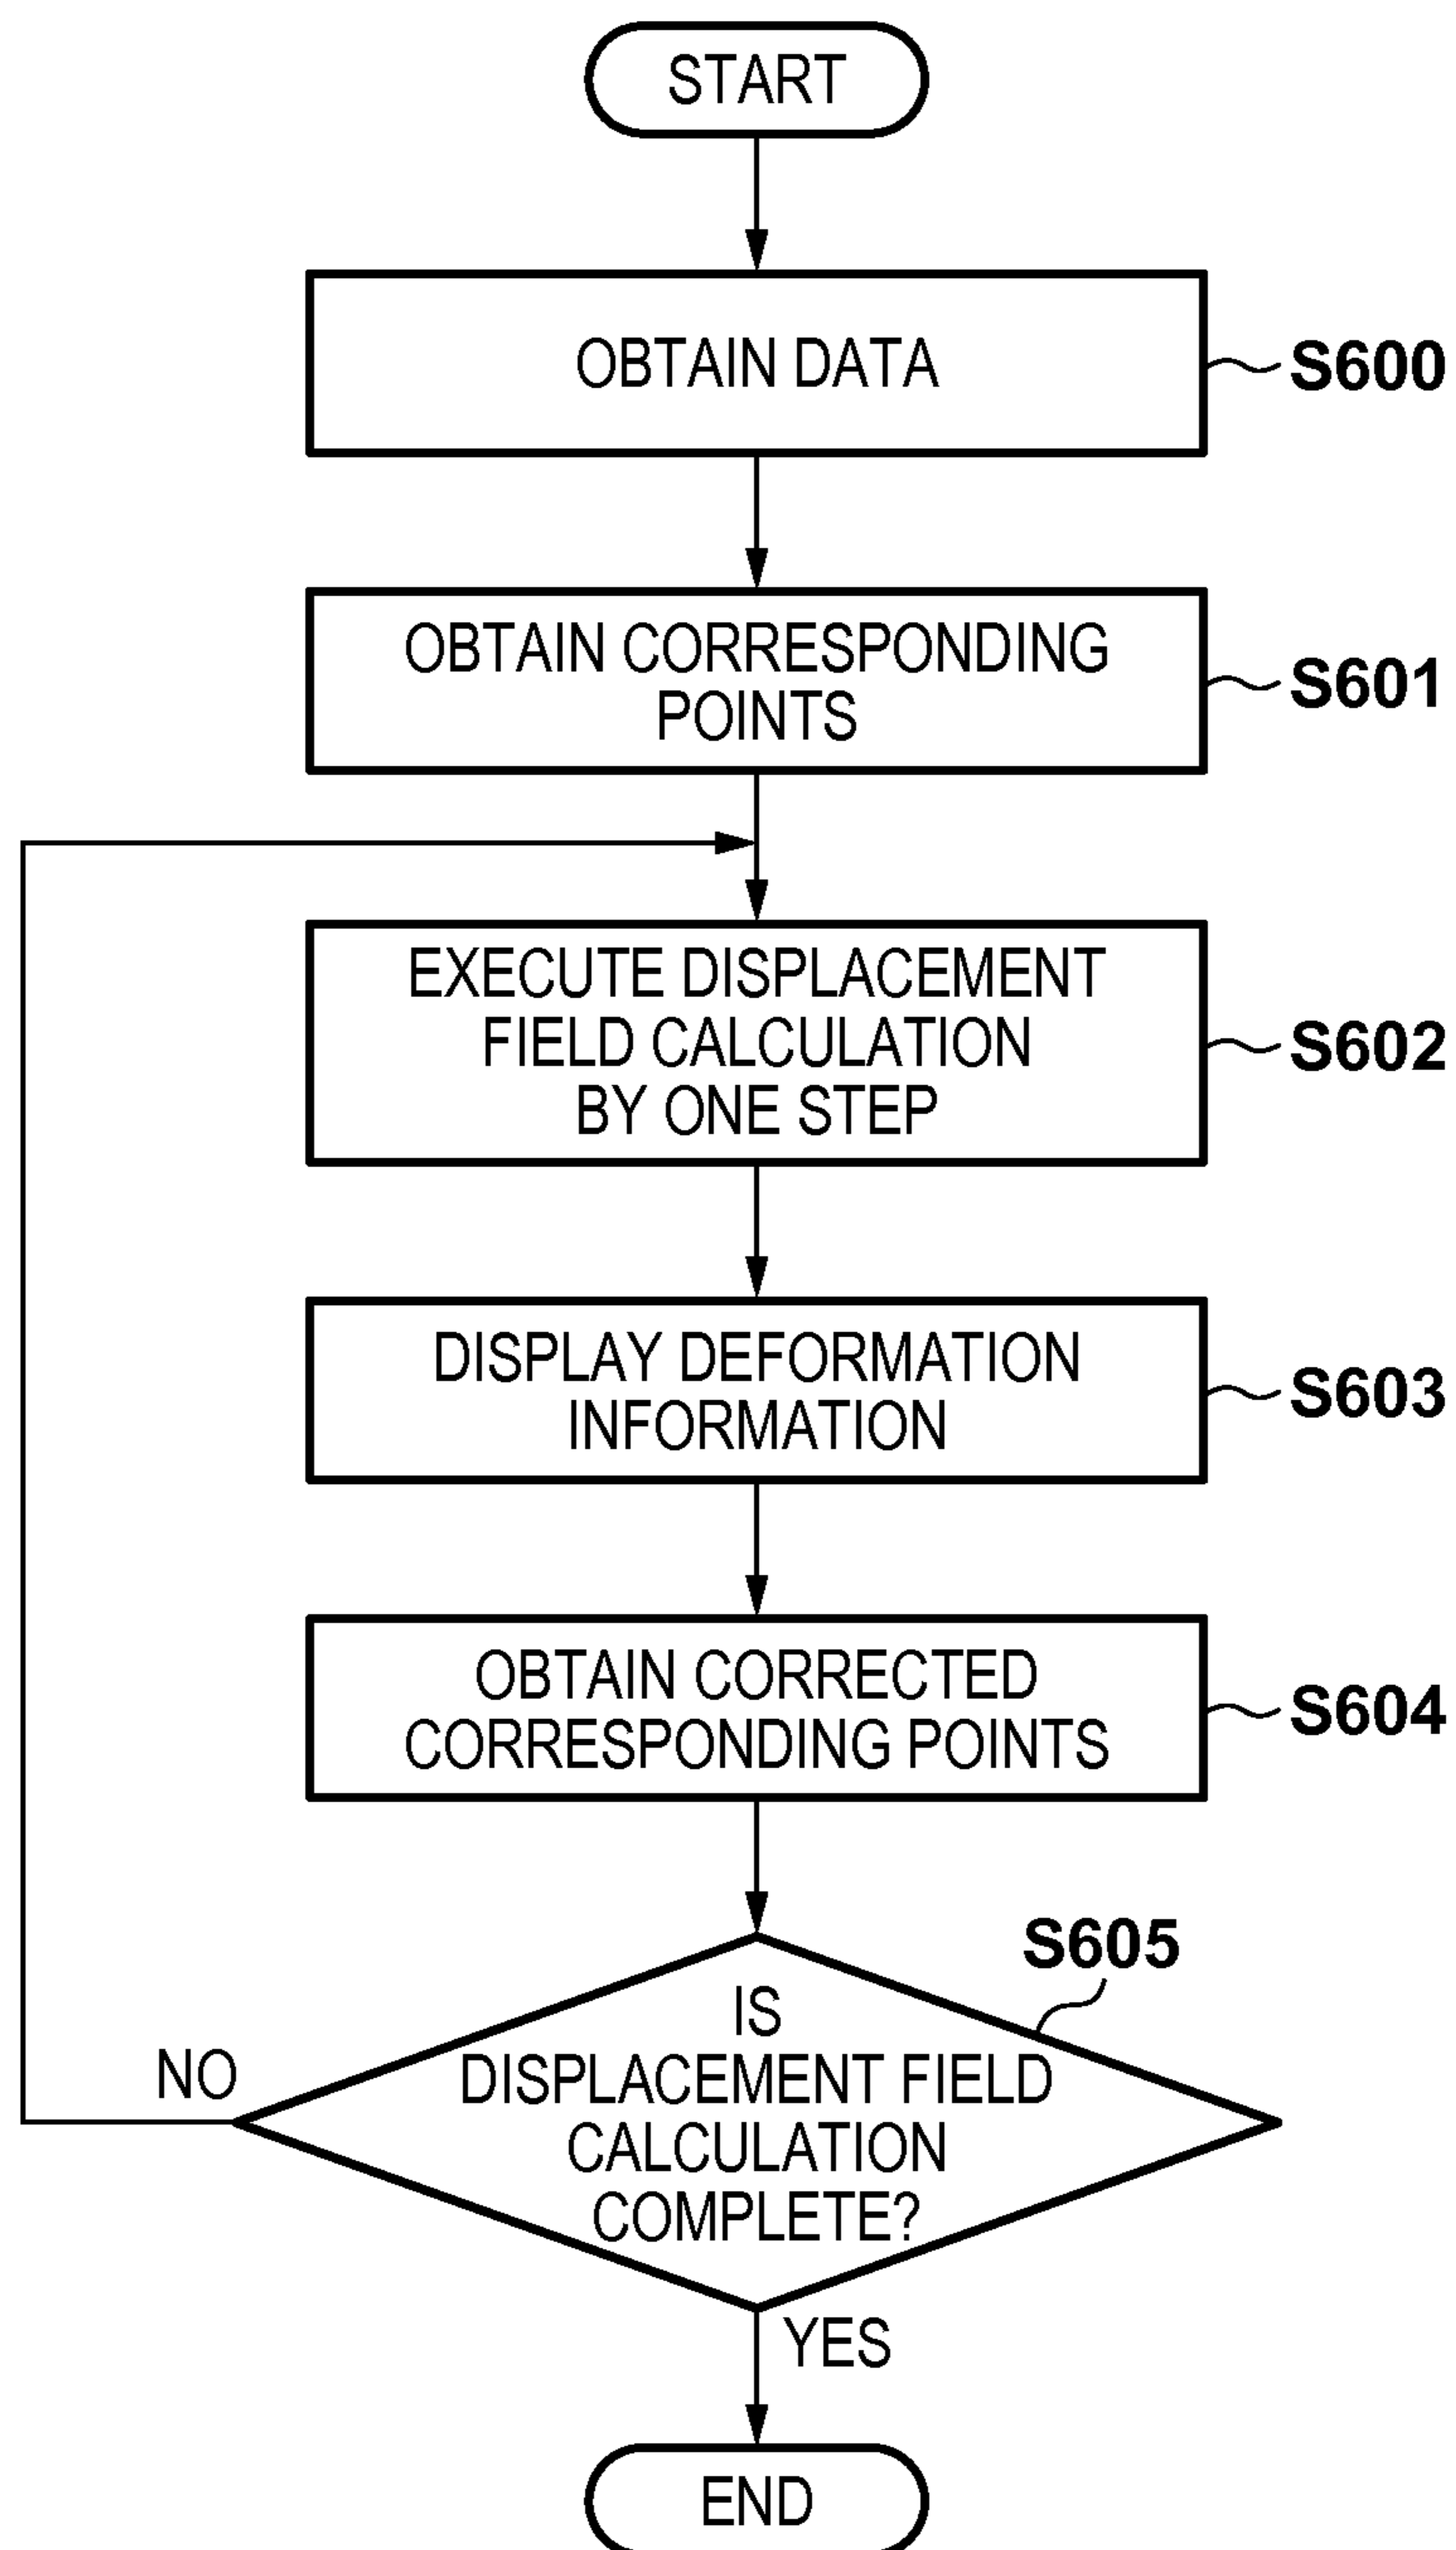 START
OBTAIN DATA
S600
OBTAIN CORRESPONDING
POINTS
S601
EXECUTE DISPLACEMENT
FIELD CALCULATION
BY ONE STEP
S602
DISPLAY DEFORMATION
INFORMATION
S603
OBTAIN CORRECTED
CORRESPONDING POINTS
S604
S605
IS
DISPLACEMENT FIELD
CALCULATION
COMPLETE?
NO
YES
END